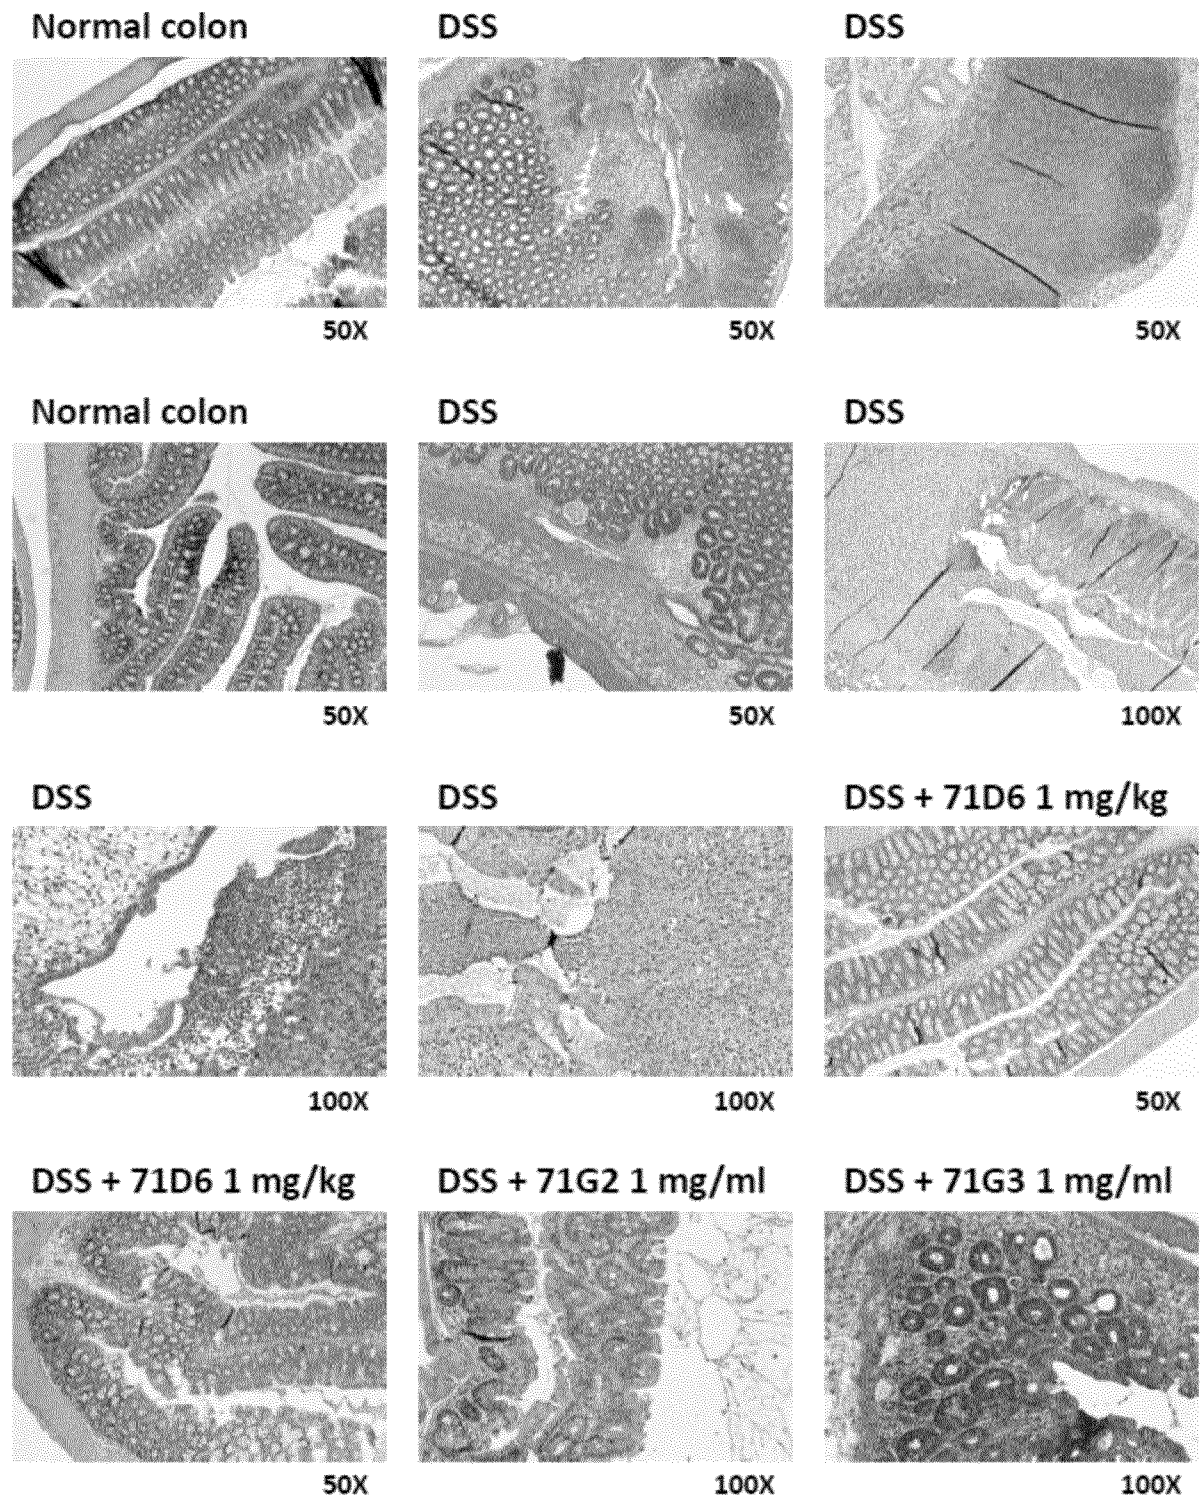 Normal colon
DSS
DSS
50X
50X
50X
Normal colon
DSS
DSS
50X
50X
100X
DSS
DSS
DSS + 71D6 1 mg/kg
100X
100X
50X
DSS + 71D6 1 mg/kg
DSS + 71G2 1 mg/ml
DSS + 71G3 1 mg/ml
50X
100X
100X